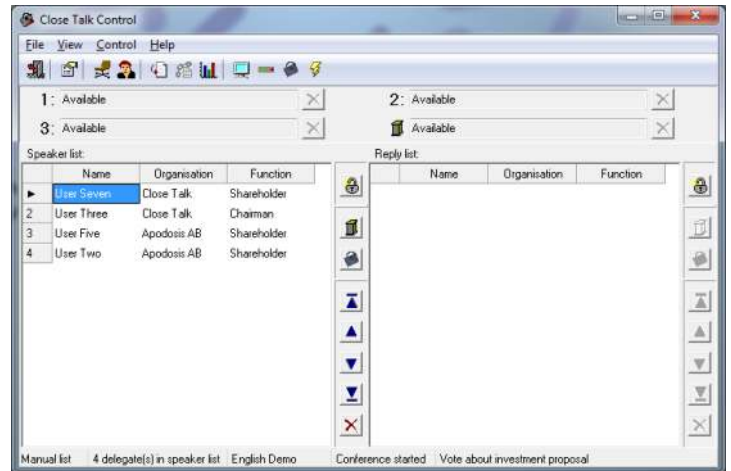 Close Talk Control
File View Control Help
1: Available 2: Available
3: Available Available
Speaker list: Reply list:
Name Organisation Function Name Organisation Function
User Seven Close Talk Shareholder
2 User Three Close Talk Chairman
3 User Five Apodosis AB Shareholder
4 User Two Apodosis AB Shareholder
Manual list 4 delegate(s) in speaker list English Demo Conference started Vote about investment proposal